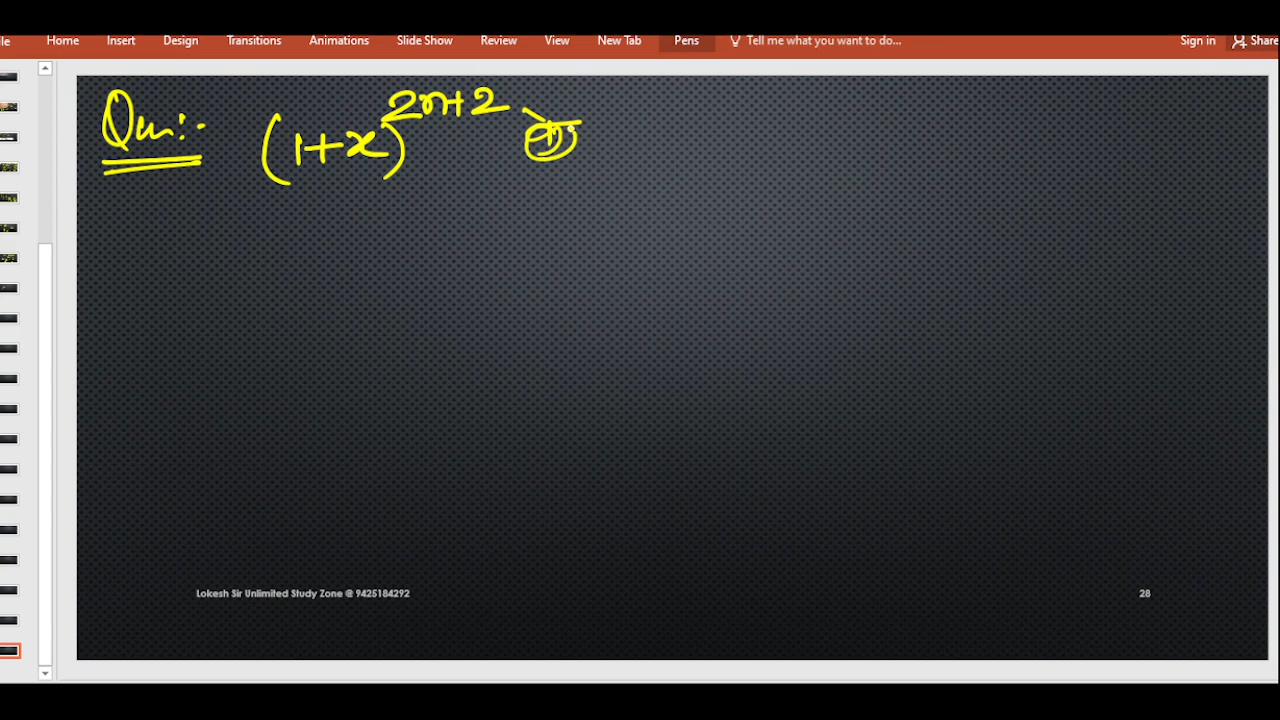 le Home Insert Design Transitions Animations Slide Show Review View New Tab Pens Tell me what you want to do... Sign in Share
Qu:- (1+x)^{2n+2}
Lokesh Sir Unlimited Study Zone @ 9425184292 28